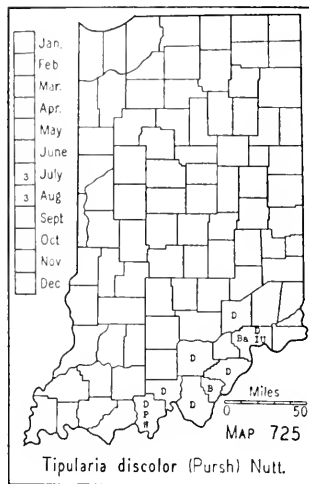 Jan.
Feb
Mar.
Apr.
May
June
3 July
3 Aug
Sept
Oct
Nov
Dec
D
D
Ba IU
D
D
D B
D D
P
W
Miles
0 50
MAP 725
Tipularia discolor (Pursh) Nutt.